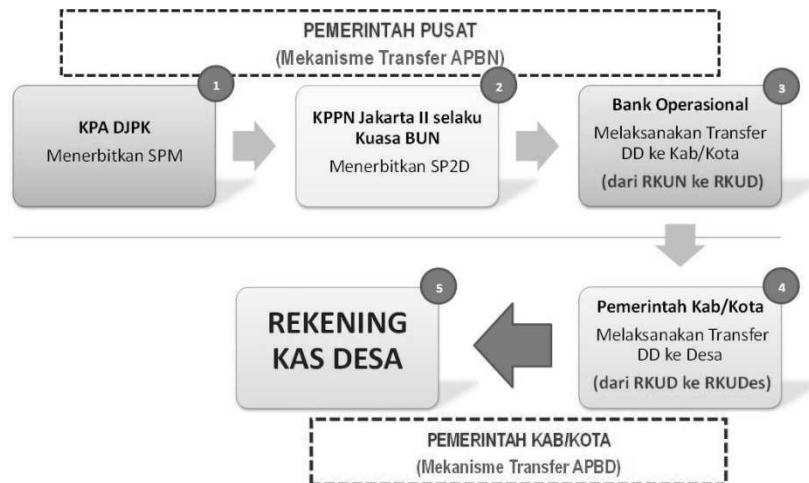 PEMERINTAH PUSAT
(Mekanisme Transfer APBN)
1
KPA DJPK
Menerbitkan SPM
2
KPPN Jakarta II selaku
Kuasa BUN
Menerbitkan SP2D
3
Bank Operasional
Melaksanakan Transfer
DD ke Kab/Kota
(dari RKUN ke RKUD)
4
Pemerintah Kab/Kota
Melaksanakan Transfer
DD ke Desa
(dari RKUD ke RKUDes)
5
REKENING
KAS DESA
PEMERINTAH KAB/KOTA
(Mekanisme Transfer APBD)